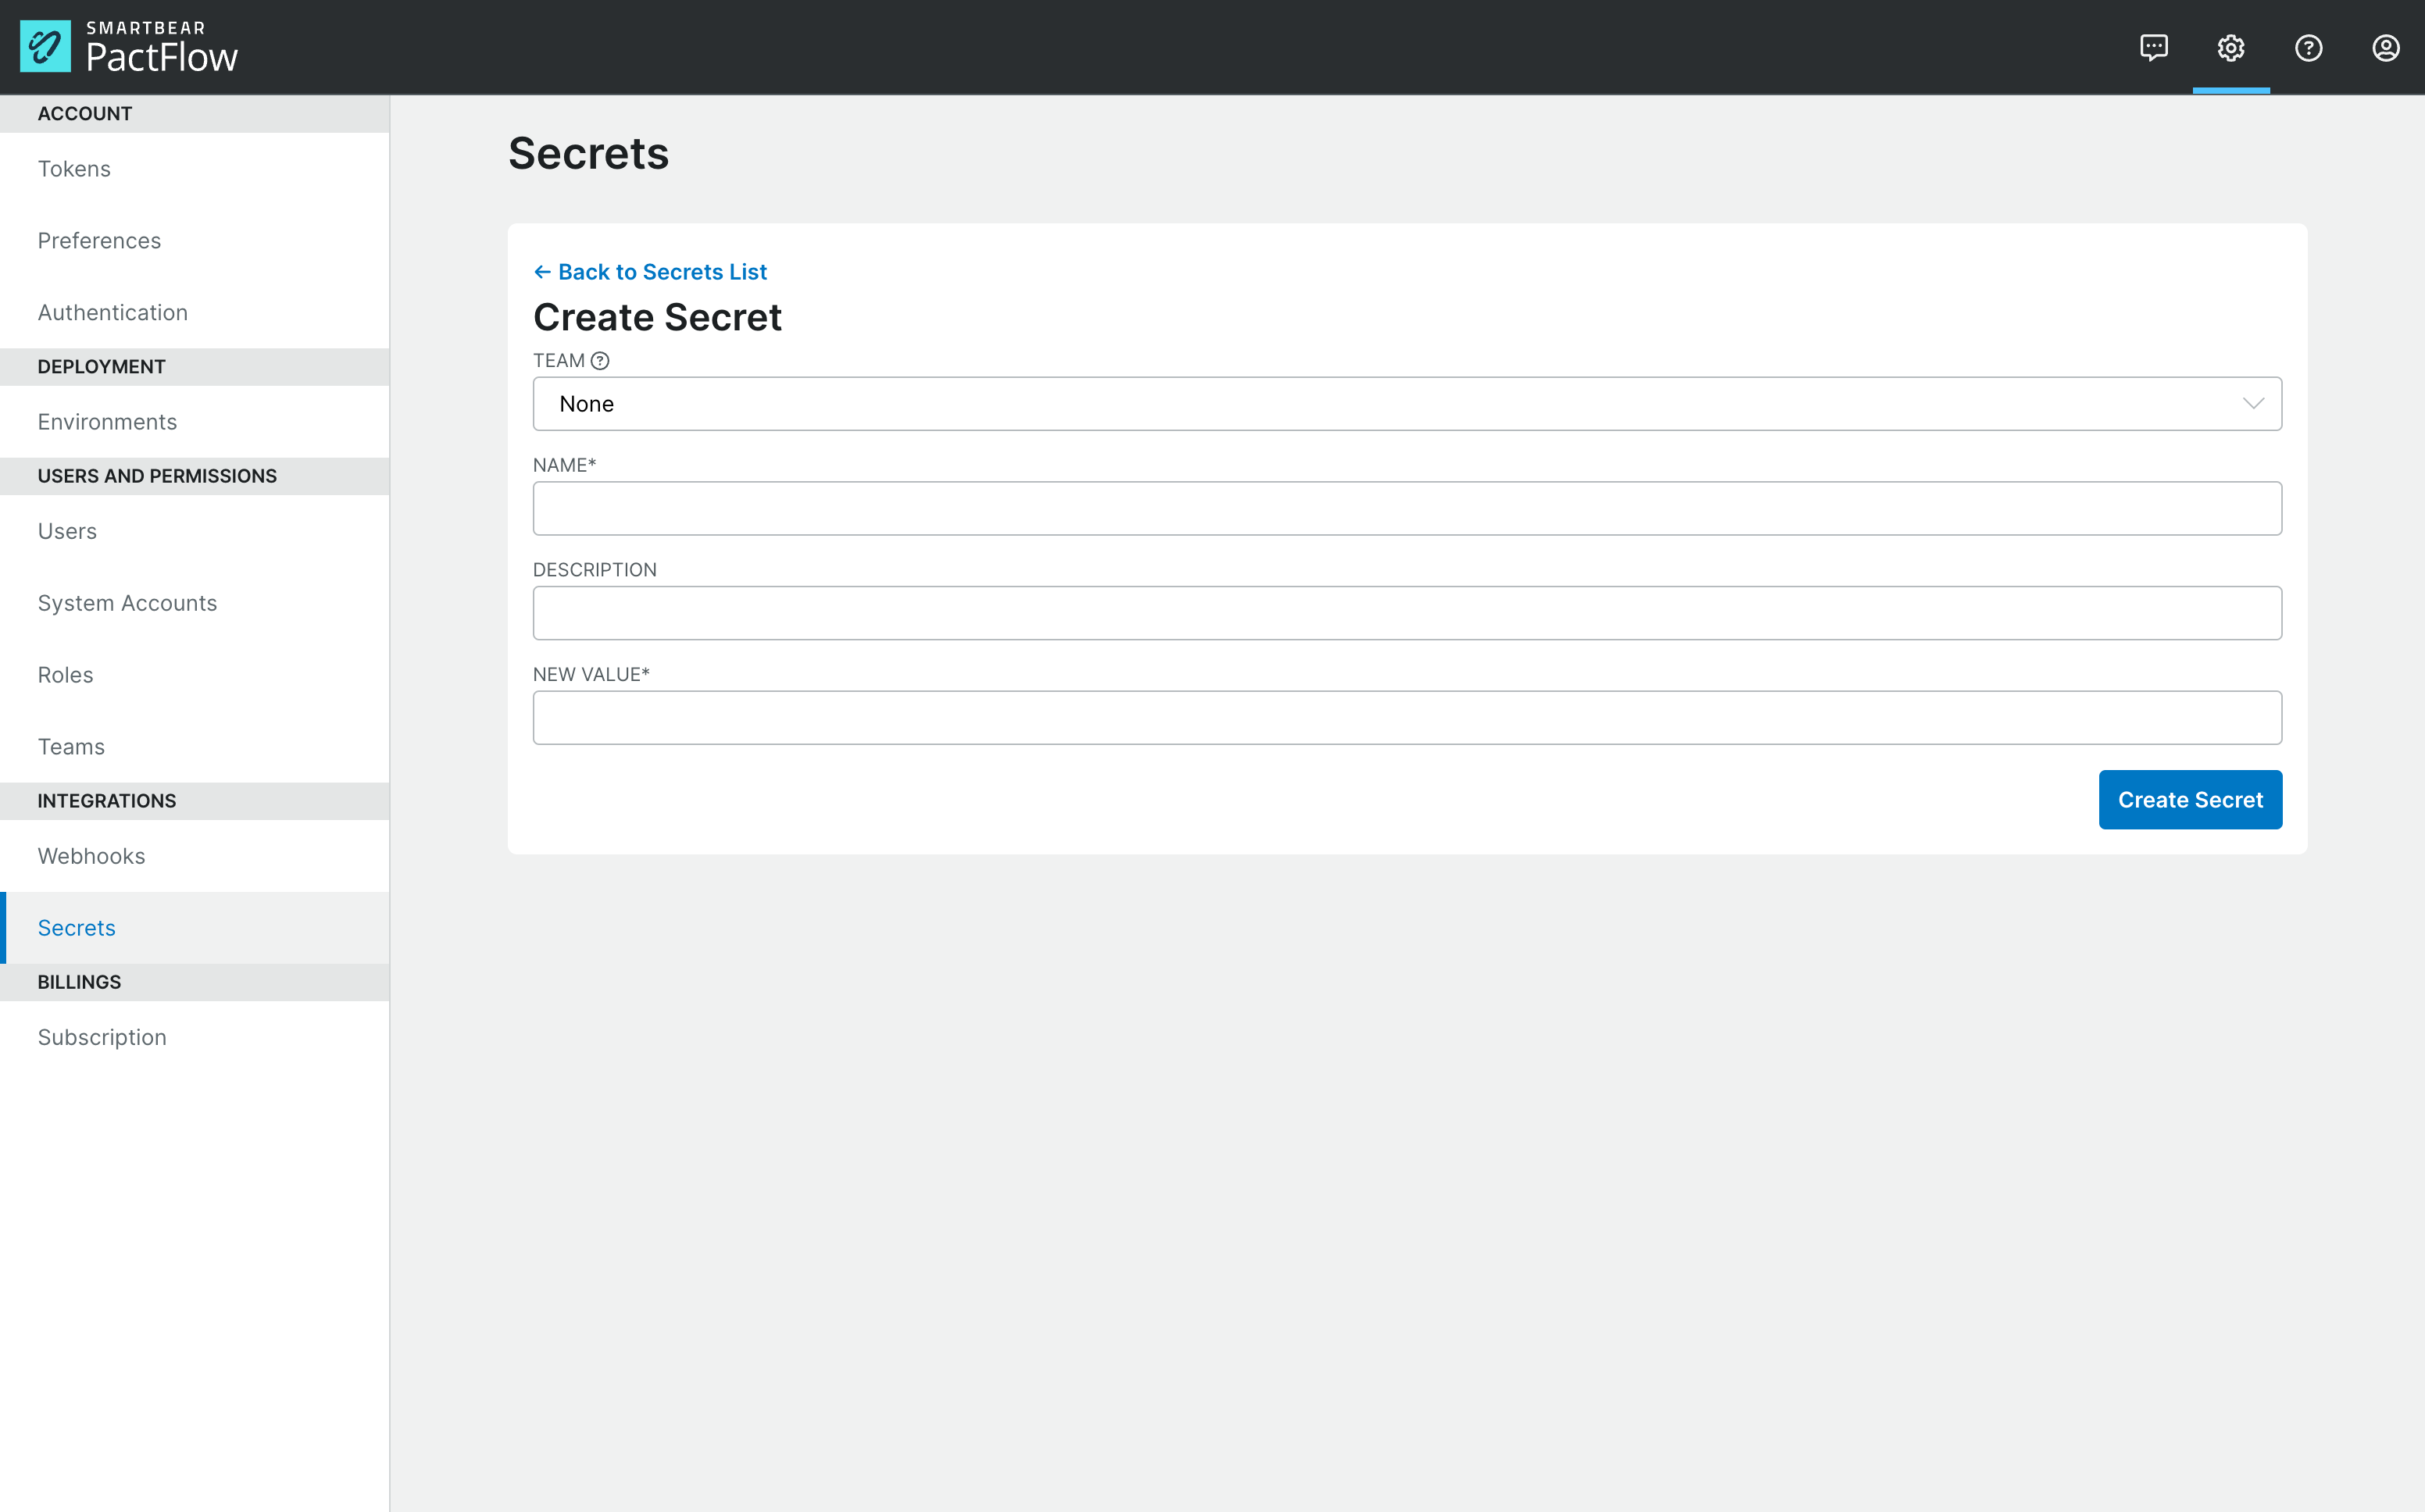 SMARTBEAR
PactFlow
ACCOUNT
Tokens
Preferences
Authentication
DEPLOYMENT
Environments
USERS AND PERMISSIONS
Users
System Accounts
Roles
Teams
INTEGRATIONS
Webhooks
Secrets
BILLINGS
Subscription
Secrets
← Back to Secrets List
Create Secret
TEAM ?
None
NAME*
DESCRIPTION
NEW VALUE*
Create Secret